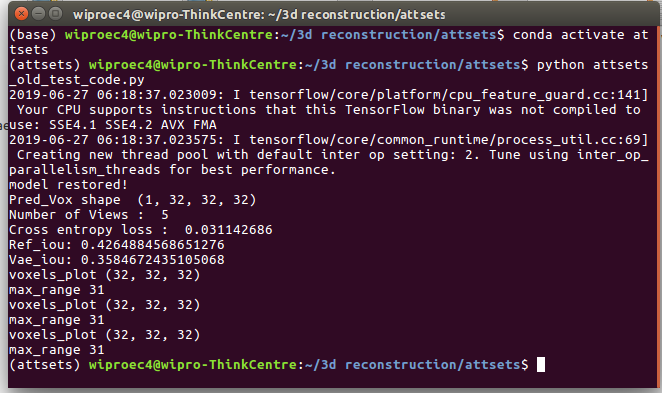 wiproec4@wipro-ThinkCentre: ~/3d reconstruction/attsets
(base) wiproec4@wipro-ThinkCentre:~/3d reconstruction/attsets$ conda activate at
tsets
(attsets) wiproec4@wipro-ThinkCentre:~/3d reconstruction/attsets$ python attsets
_old_test_code.py
2019-06-27 06:18:37.023009: I tensorflow/core/platform/cpu_feature_guard.cc:141]
 Your CPU supports instructions that this TensorFlow binary was not compiled to
use: SSE4.1 SSE4.2 AVX FMA
2019-06-27 06:18:37.023575: I tensorflow/core/common_runtime/process_util.cc:69]
 Creating new thread pool with default inter op setting: 2. Tune using inter_op_
parallelism_threads for best performance.
model restored!
Pred_Vox shape  (1, 32, 32, 32)
Number of Views :  5
Cross entropy loss :  0.031142686
Ref_iou: 0.4264884568651276
Vae_iou: 0.3584672435105068
voxels_plot (32, 32, 32)
max_range 31
voxels_plot (32, 32, 32)
max_range 31
voxels_plot (32, 32, 32)
max_range 31
(attsets) wiproec4@wipro-ThinkCentre:~/3d reconstruction/attsets$